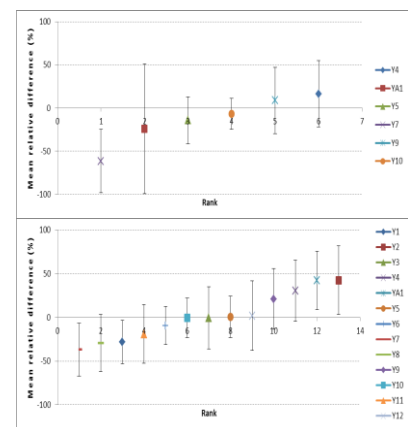 Mean relative difference (%)
100
50
0
-50
-100
0 1 2 3 4 5 6 7
Rank
Y4
YA1
Y5
Y7
Y9
Y10
Mean relative difference (%)
100
50
0
-50
-100
0 2 4 6 8 10 12 14
Rank
Y1
Y2
Y3
Y4
YA1
Y5
Y6
Y7
Y8
Y9
Y10
Y11
Y12